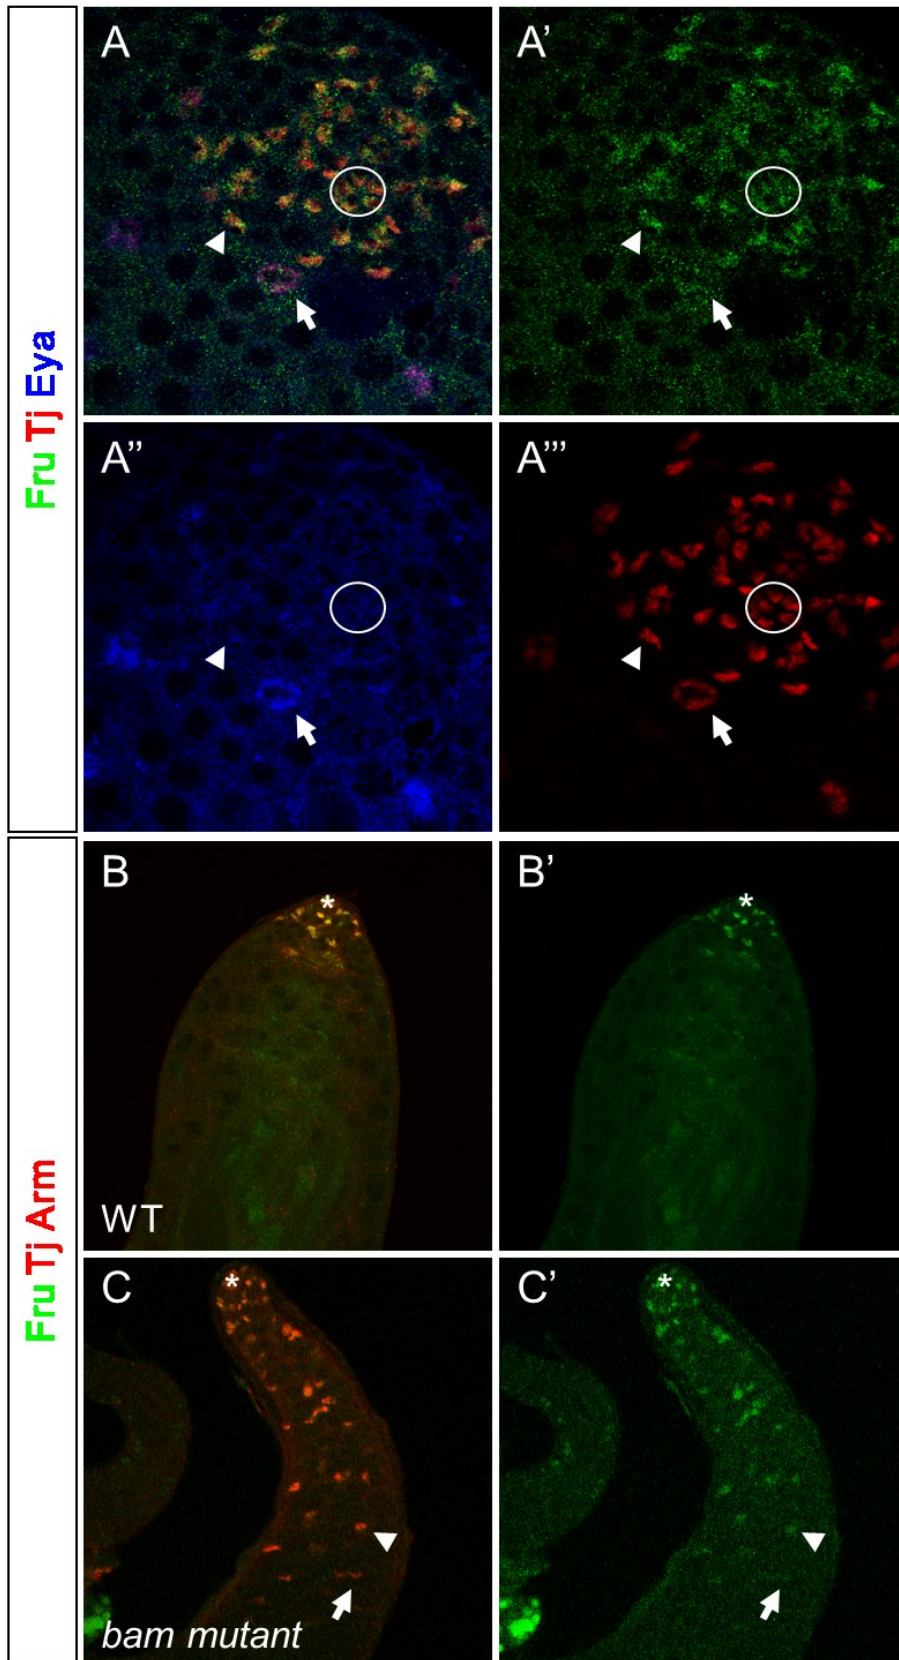 Fru Tj Eya
A
A’
A’’
A’’’
Fru Tj Arm
B
*
B’
*
WT
C
*
C’
*
bam mutant